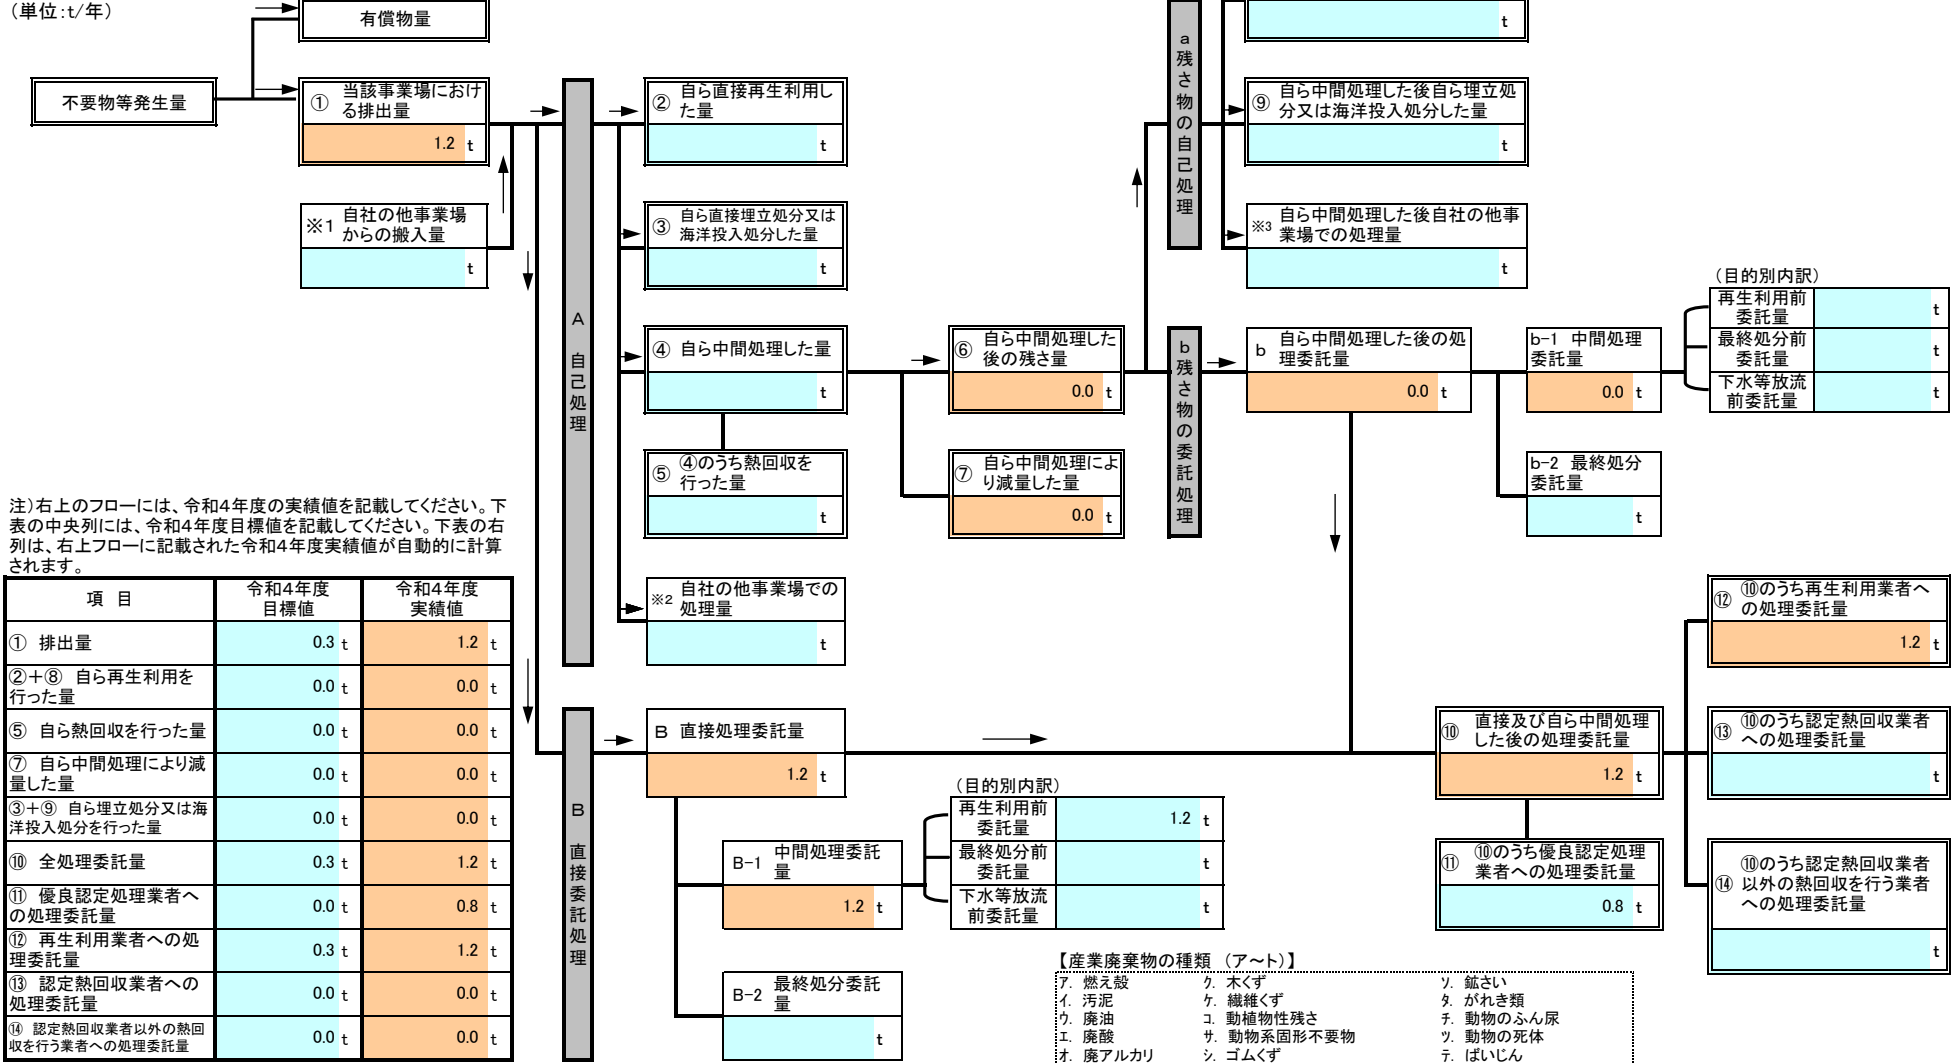 (単位:t/年)
有償物量
不要物等発生量
① 当該事業場におけ
る排出量
1.2 t
※1 自社の他事業場
からの搬入量
t
A 自己処理
② 自ら直接再生利用し
た量
t
③ 自ら直接埋立処分又は
海洋投入処分した量
t
④ 自ら中間処理した量
t
⑤ ④のうち熱回収を
行った量
t
※2 自社の他事業場での
処理量
t
⑥ 自ら中間処理した
後の残さ量
0.0 t
⑦ 自ら中間処理によ
り減量した量
0.0 t
a残さ物の自己処理
t
⑨ 自ら中間処理した後自ら埋立処
分又は海洋投入処分した量
t
※3 自ら中間処理した後自社の他事
業場での処理量
t
b残さ物の委託処理
b 自ら中間処理した後の処
理委託量
0.0 t
b-1 中間処理
委託量
0.0 t
(目的別内訳)
再生利用前
委託量
t
最終処分前
委託量
t
下水等放流
前委託量
t
b-2 最終処分
委託量
t
注)右上のフローには、令和4年度の実績値を記載してください。下
表の中央列には、令和4年度目標値を記載してください。下表の右
列は、右上フローに記載された令和4年度実績値が自動的に計算
されます。
項 目
令和4年度
目標値
令和4年度
実績値
① 排出量 0.3 t 1.2 t
②+⑧ 自ら再生利用を
行った量
0.0 t 0.0 t
⑤ 自ら熱回収を行った量 0.0 t 0.0 t
⑦ 自ら中間処理により減
量した量
0.0 t 0.0 t
③+⑨ 自ら埋立処分又は海
洋投入処分を行った量
0.0 t 0.0 t
⑩ 全処理委託量 0.3 t 1.2 t
⑪ 優良認定処理業者へ
の処理委託量
0.0 t 0.8 t
⑫ 再生利用業者への処
理委託量
0.3 t 1.2 t
⑬ 認定熱回収業者への
処理委託量
0.0 t 0.0 t
⑭ 認定熱回収業者以外の熱回
収を行う業者への処理委託量
0.0 t 0.0 t
B 直接委託処理
B 直接処理委託量
1.2 t
B-1 中間処理委託
量
1.2 t
(目的別内訳)
再生利用前
委託量
1.2 t
最終処分前
委託量
t
下水等放流
前委託量
t
B-2 最終処分委託
量
t
⑩ 直接及び自ら中間処理
した後の処理委託量
1.2 t
⑪ ⑩のうち優良認定処理
業者への処理委託量
0.8 t
⑫ ⑩のうち再生利用業者へ
の処理委託量
1.2 t
⑬ ⑩のうち認定熱回収業者
への処理委託量
t
⑭ ⑩のうち認定熱回収業者
以外の熱回収を行う業者
への処理委託量
t
【産業廃棄物の種類 (ア~ト)】
ア. 燃え殻 ク. 木くず ソ. 鉱さい
イ. 汚泥 ケ. 繊維くず タ. がれき類
ウ. 廃油 コ. 動植物性残さ チ. 動物のふん尿
エ. 廃酸 サ. 動物系固形不要物 ツ. 動物の死体
オ. 廃アルカリ シ. ゴムくず テ. ばいじん